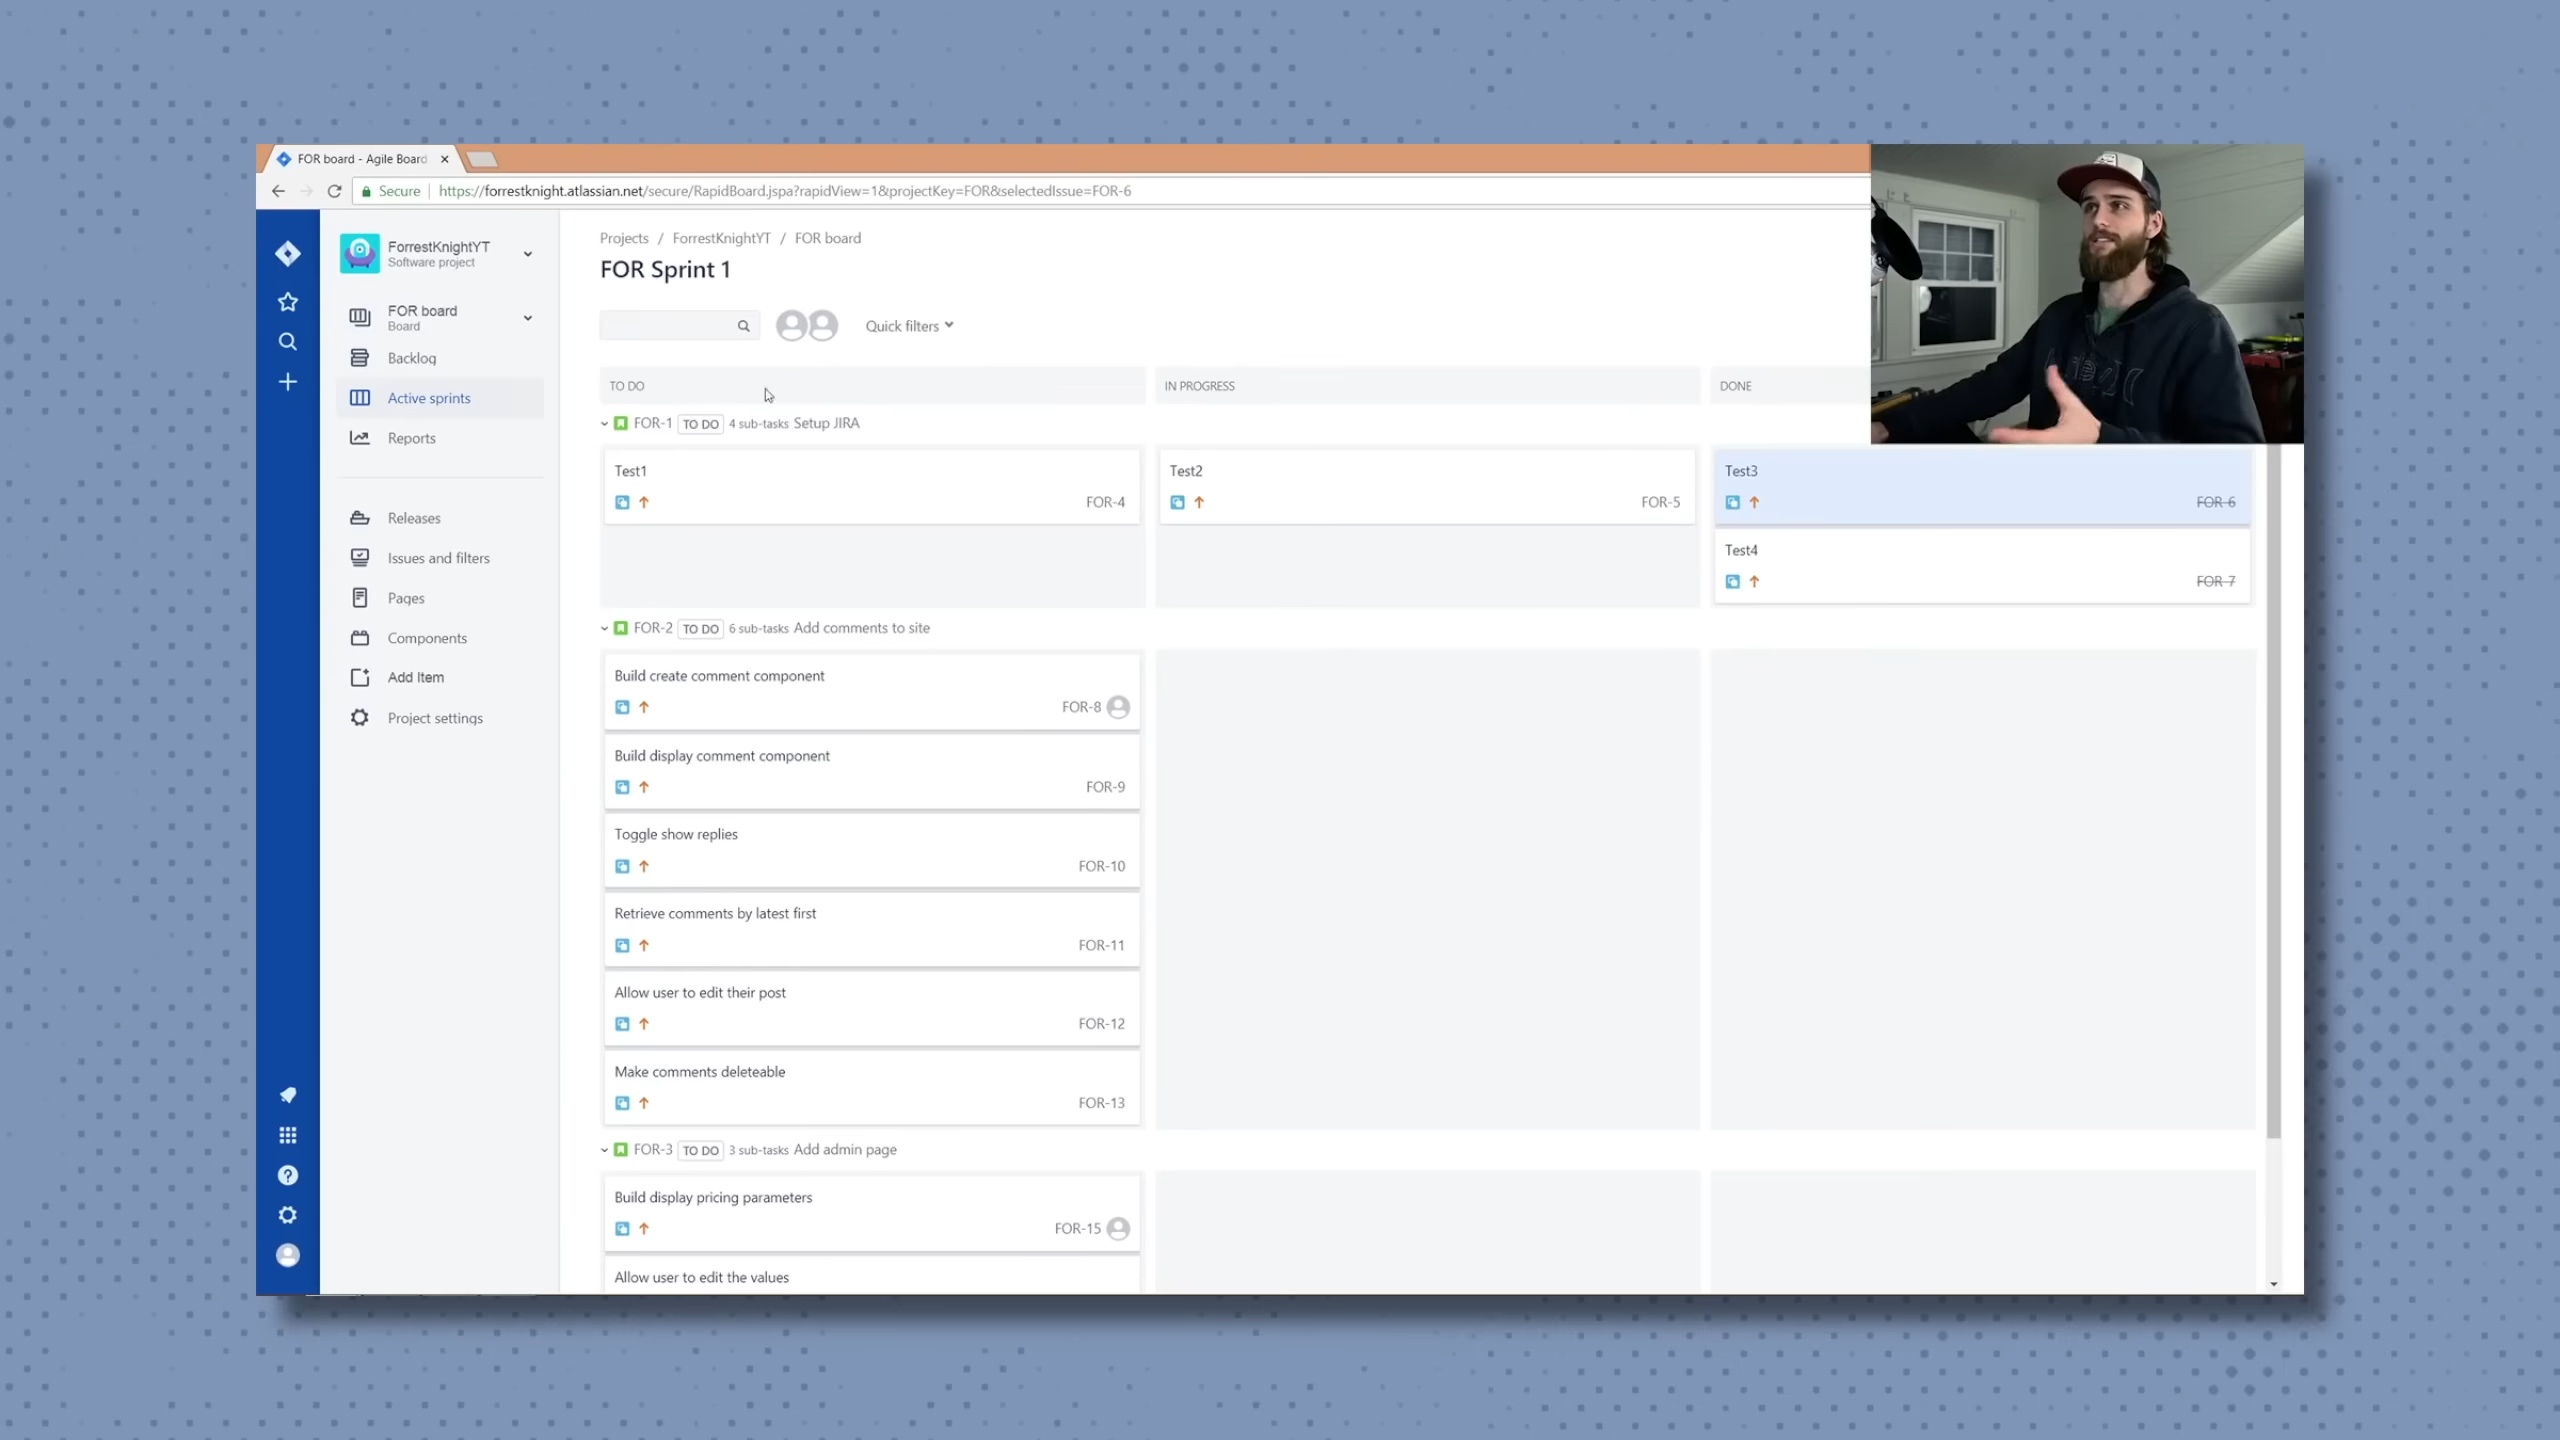 FOR board - Agile Board
Secure
https://forrestknight.atlassian.net/secure/RapidBoard.jspa?rapidView=1&projectKey=FOR&selectedIssue=FOR-6
ForrestKnightYT
Software project
FOR board
Board
Backlog
Active sprints
Reports
Releases
Issues and filters
Pages
Components
Add Item
Project settings
Projects / ForrestKnightYT / FOR board
FOR Sprint 1
Quick filters
TO DO
IN PROGRESS
DONE
FOR-1 TO DO 4 sub-tasks Setup JIRA
Test1
FOR-4
Test2
FOR-5
Test3
FOR-6
Test4
FOR-7
FOR-2 TO DO 6 sub-tasks Add comments to site
Build create comment component
FOR-8
Build display comment component
FOR-9
Toggle show replies
FOR-10
Retrieve comments by latest first
FOR-11
Allow user to edit their post
FOR-12
Make comments deleteable
FOR-13
FOR-3 TO DO 3 sub-tasks Add admin page
Build display pricing parameters
FOR-15
Allow user to edit the values